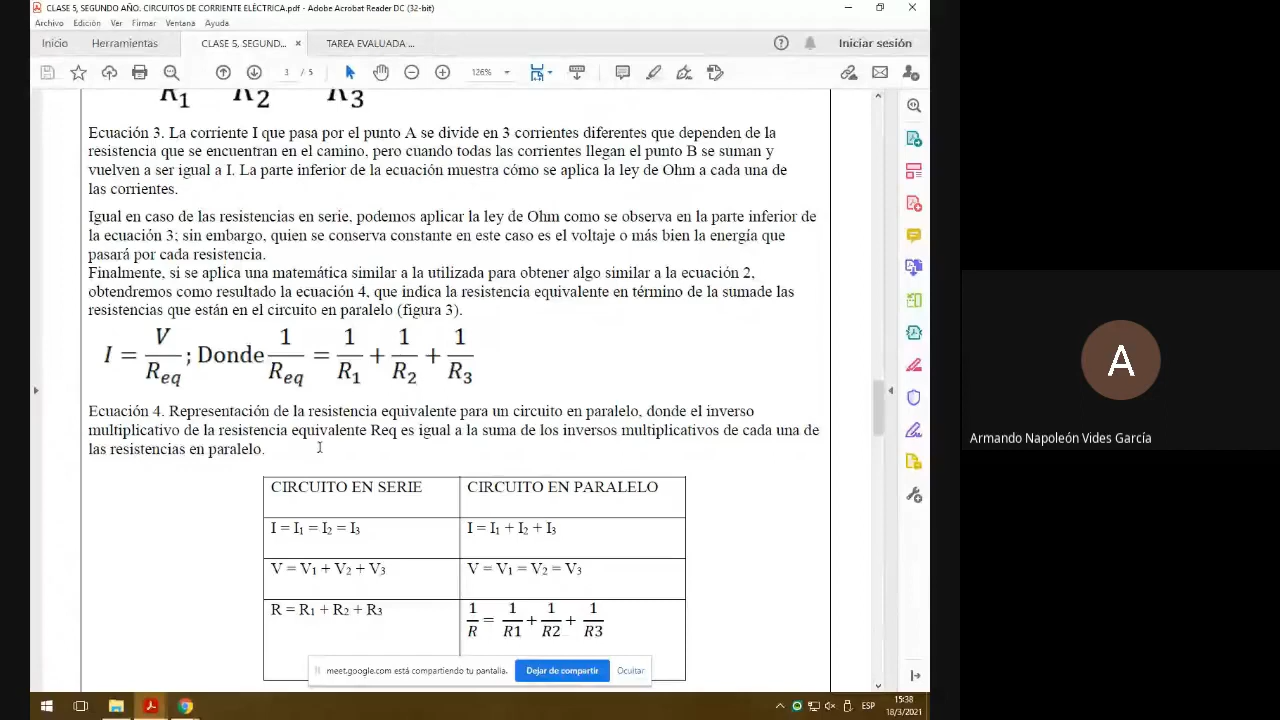 CLASE 5, SEGUNDO AÑO. CIRCUITOS DE CORRIENTE ELÉCTRICA.pdf - Adobe Acrobat Reader DC (32-bit)
Archivo Edición Ver Firmar Ventana Ayuda
Inicio Herramientas CLASE 5, SEGUND... × TAREA EVALUADA ... Iniciar sesión
3 / 5 126%
R1 R2 R3
Ecuación 3. La corriente I que pasa por el punto A se divide en 3 corrientes diferentes que dependen de la
resistencia que se encuentran en el camino, pero cuando todas las corrientes llegan el punto B se suman y
vuelven a ser igual a I. La parte inferior de la ecuación muestra cómo se aplica la ley de Ohm a cada una de
las corrientes.
Igual en caso de las resistencias en serie, podemos aplicar la ley de Ohm como se observa en la parte inferior de
la ecuación 3; sin embargo, quien se conserva constante en este caso es el voltaje o más bien la energía que
pasará por cada resistencia.
Finalmente, si se aplica una matemática similar a la utilizada para obtener algo similar a la ecuación 2,
obtendremos como resultado la ecuación 4, que indica la resistencia equivalente en término de la sumade las
resistencias que están en el circuito en paralelo (figura 3).
I = V/Req ; Donde 1/Req = 1/R1 + 1/R2 + 1/R3
Ecuación 4. Representación de la resistencia equivalente para un circuito en paralelo, donde el inverso
multiplicativo de la resistencia equivalente Req es igual a la suma de los inversos multiplicativos de cada una de
las resistencias en paralelo.
CIRCUITO EN SERIE CIRCUITO EN PARALELO
I = I1 = I2 = I3 I = I1 + I2 + I3
V = V1 + V2 + V3 V = V1 = V2 = V3
R = R1 + R2 + R3 1/R = 1/R1 + 1/R2 + 1/R3
meet.google.com está compartiendo tu pantalla. Dejar de compartir Ocultar
ESP 15:38
18/3/2021
A
Armando Napoleón Vides García